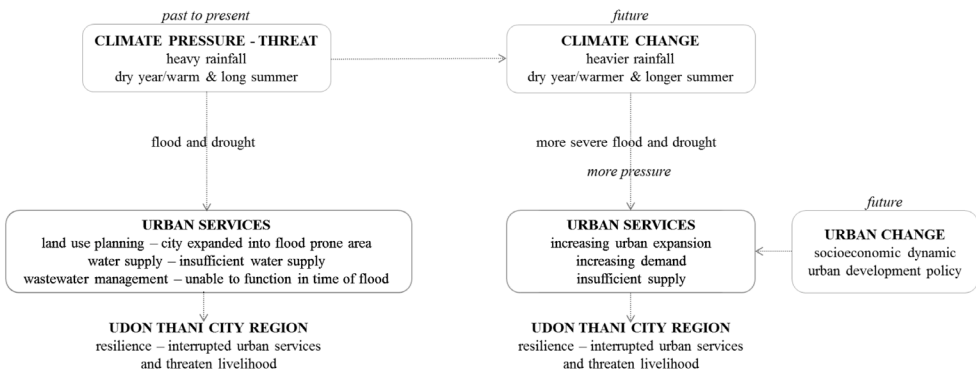 past to present
CLIMATE PRESSURE - THREAT
heavy rainfall
dry year/warm & long summer
flood and drought
URBAN SERVICES
land use planning – city expanded into flood prone area
water supply – insufficient water supply
wastewater management – unable to function in time of flood
UDON THANI CITY REGION
resilience – interrupted urban services
and threaten livelihood
future
CLIMATE CHANGE
heavier rainfall
dry year/warmer & longer summer
more severe flood and drought
more pressure
URBAN SERVICES
increasing urban expansion
increasing demand
insufficient supply
UDON THANI CITY REGION
resilience – interrupted urban services
and threaten livelihood
future
URBAN CHANGE
socioeconomic dynamic
urban development policy